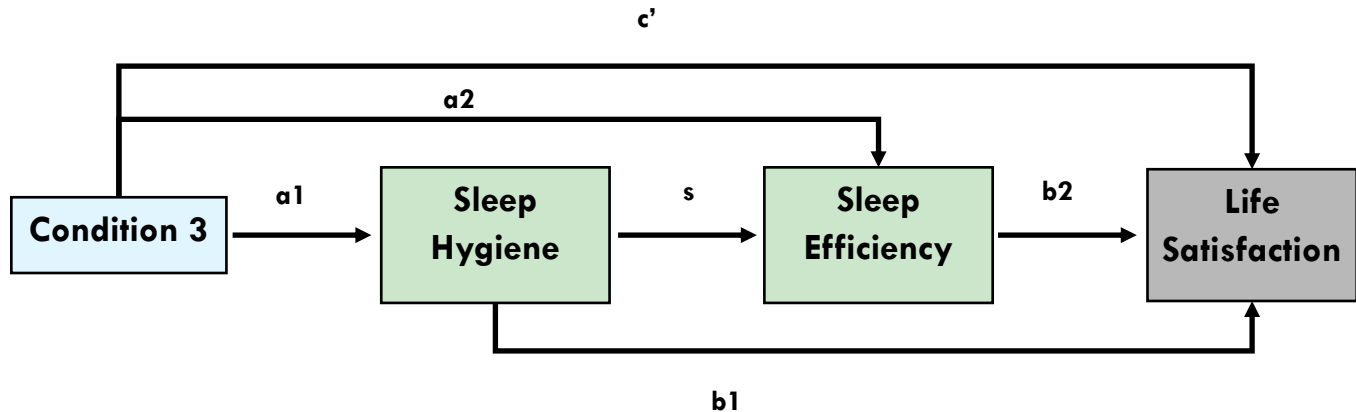 c’
a2
a1
s
b2
Condition 3
Sleep
Hygiene
Sleep
Efficiency
Life
Satisfaction
b1